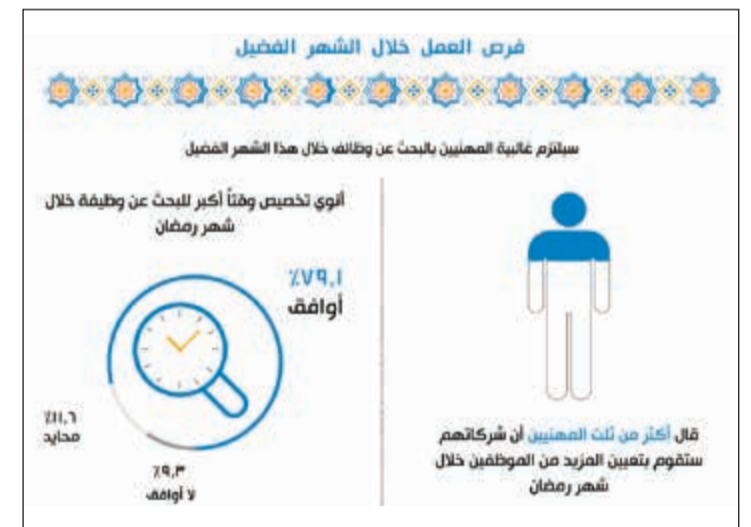 فرص العمل خلال الشهر الفضيل
سيلتزم غالبية المهنيين بالبحث عن وظائف خلال هذا الشهر الفضيل
قال أكثر من ثلث المهنيين أن شركاتهم
ستقوم بتعيين المزيد من الموظفين خلال
شهر رمضان
أنوي تخصيص وقتاً أكبر للبحث عن وظيفة خلال
شهر رمضان
٧٩,١٪
أوافق
١١,٦٪
محايد
٩,٣٪
لا أوافق